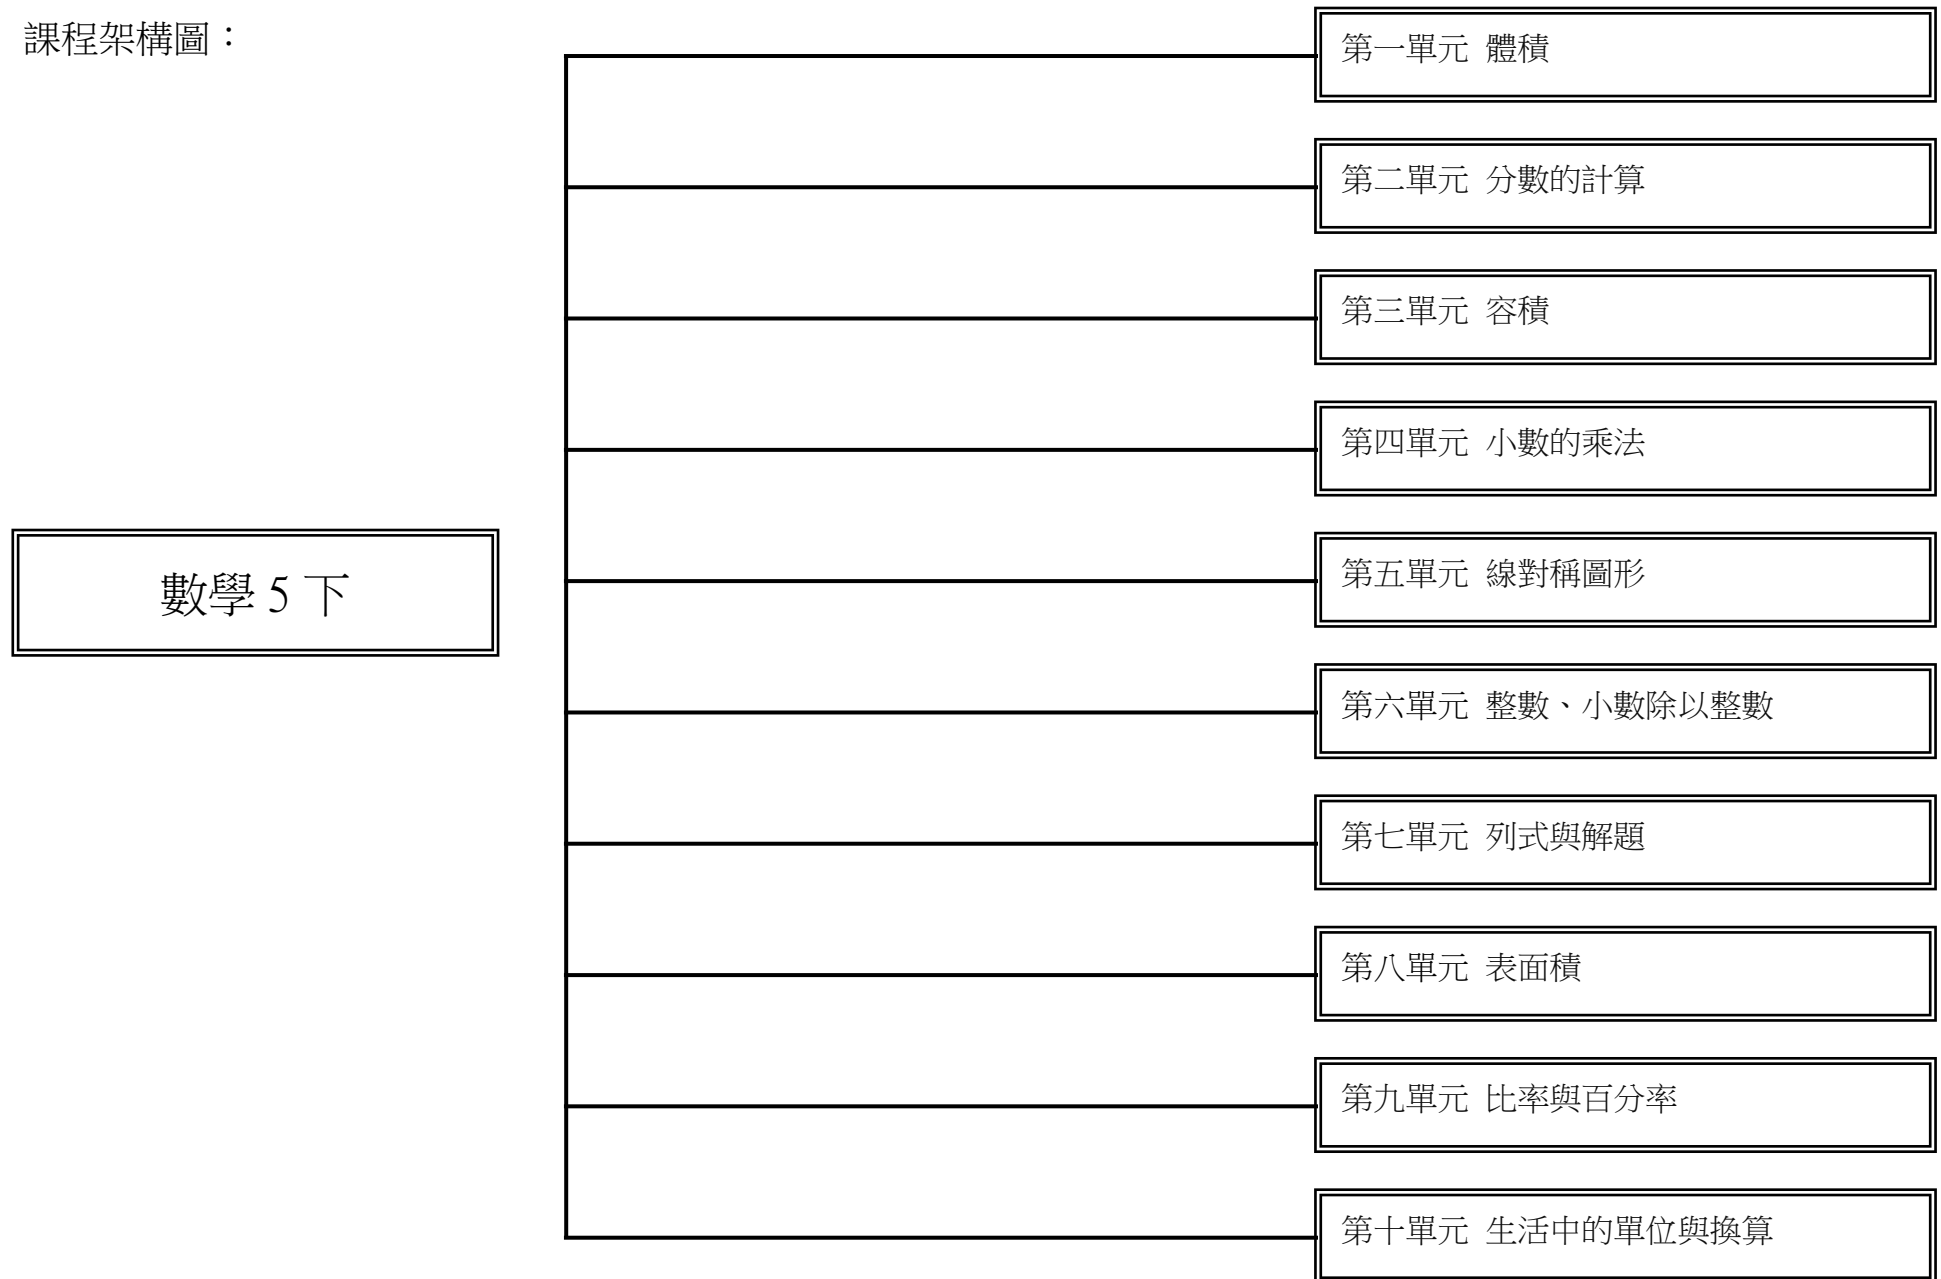 課程架構圖：
第一單元 體積
第二單元 分數的計算
第三單元 容積
第四單元 小數的乘法
第五單元 線對稱圖形
數學 5 下
第六單元 整數、小數除以整數
第七單元 列式與解題
第八單元 表面積
第九單元 比率與百分率
第十單元 生活中的單位與換算